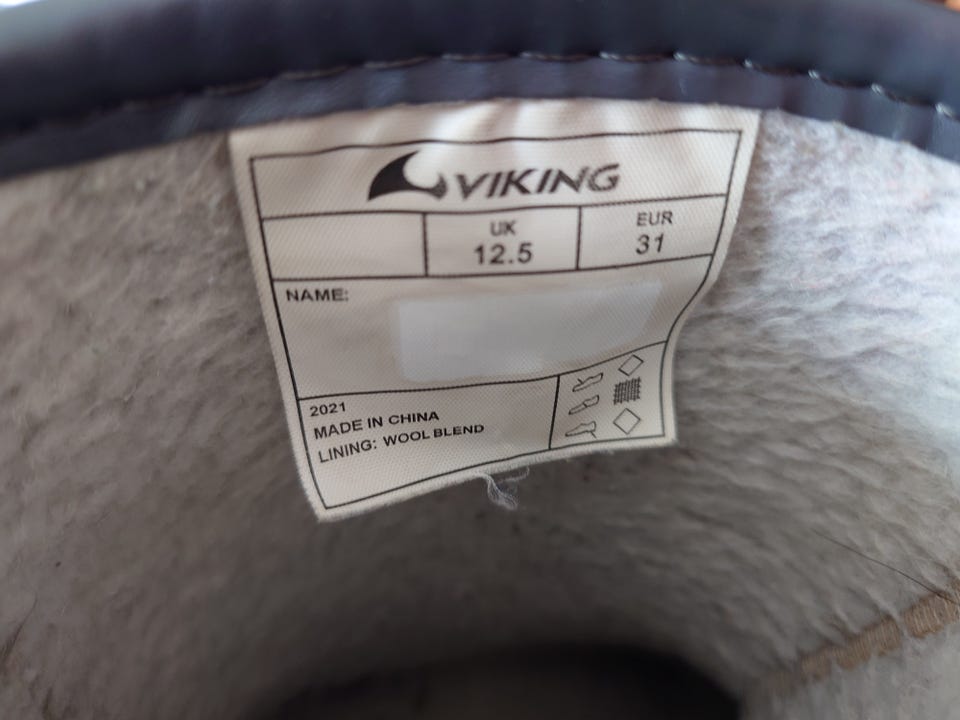 VIKING
UK EUR
12.5 31
NAME:
2021
MADE IN CHINA
LINING: WOOL BLEND